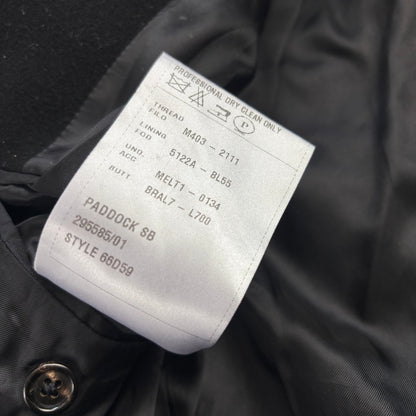 PROFESSIONAL DRY CLEAN ONLY
P
THREAD M403 - 2111
FILO
LINING 5122A - BL55
FOD
UND. MELT1 - 0134
ACC
BUTT BRAL7 - L700
PADDOCK SB
295585/01
STYLE 66D59